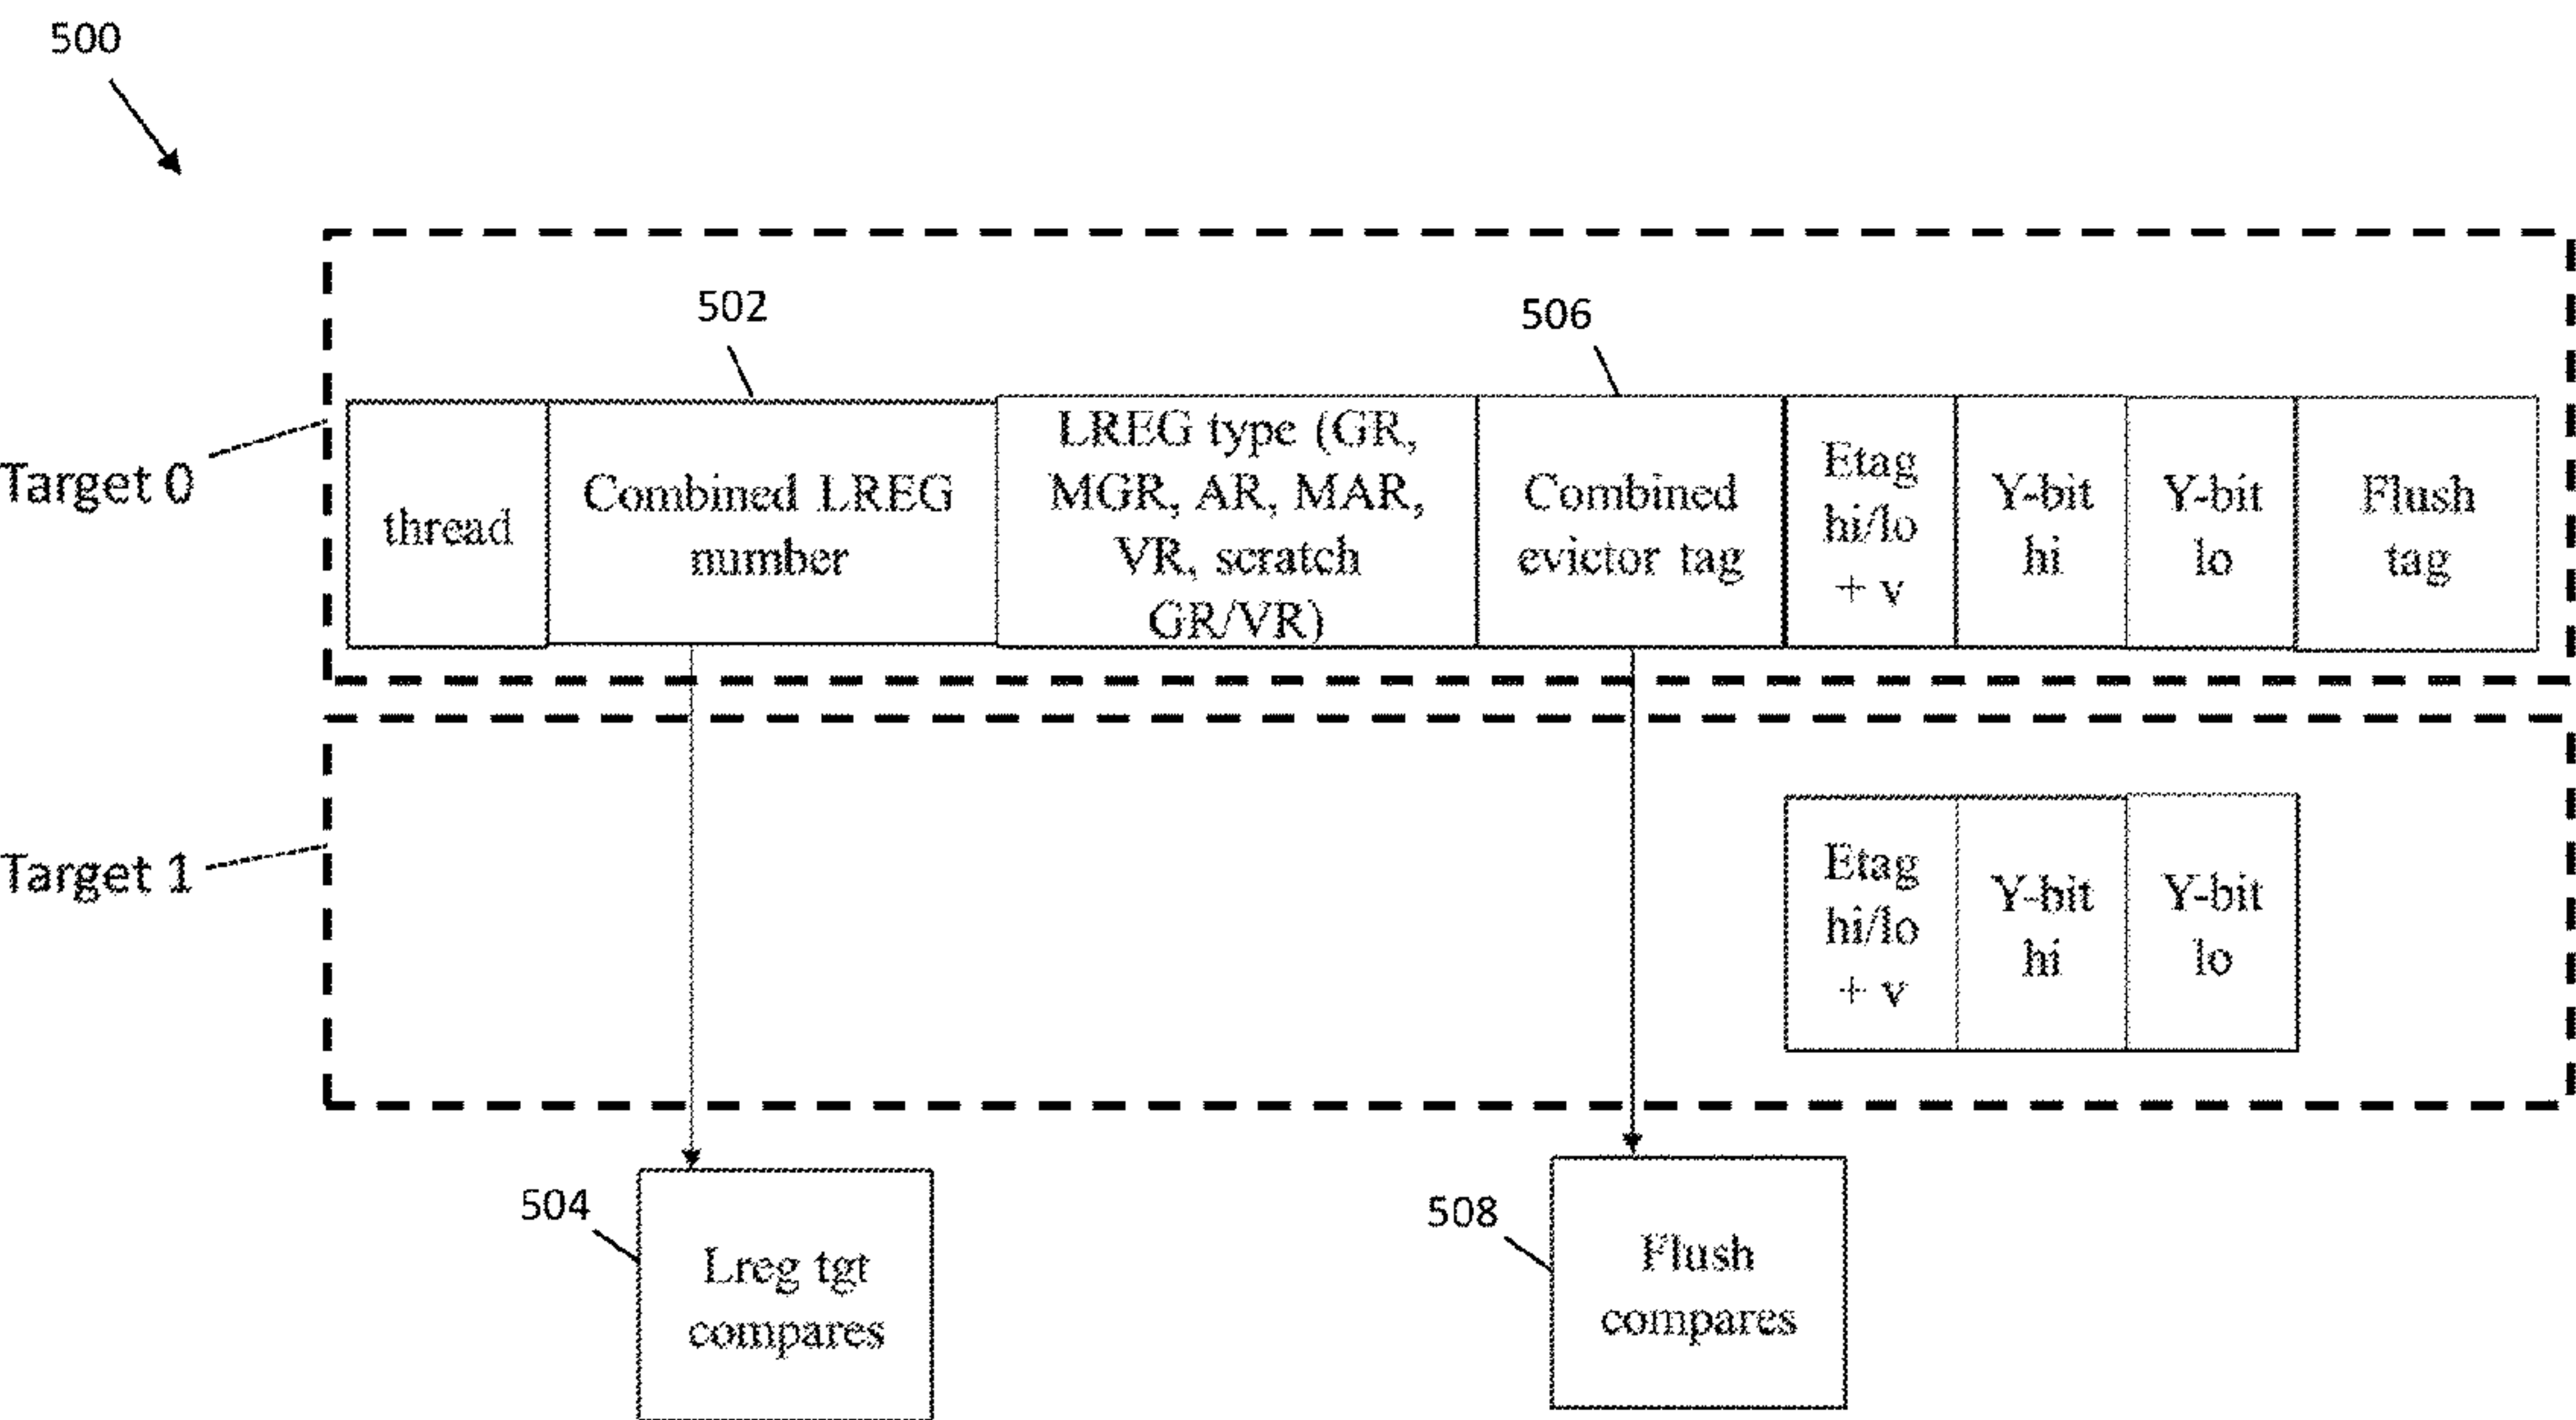 500
502
506
Target 0
thread
Combined LREG
number
LREG type (GR,
MGR, AR, MAR,
VR, scratch
GR/VR)
Combined
evictor tag
Etag
hi/lo
+ v
Y-bit
hi
Y-bit
lo
Flush
tag
Target 1
Etag
hi/lo
+ v
Y-bit
hi
Y-bit
lo
504
Lreg tgt
compares
508
Flush
compares